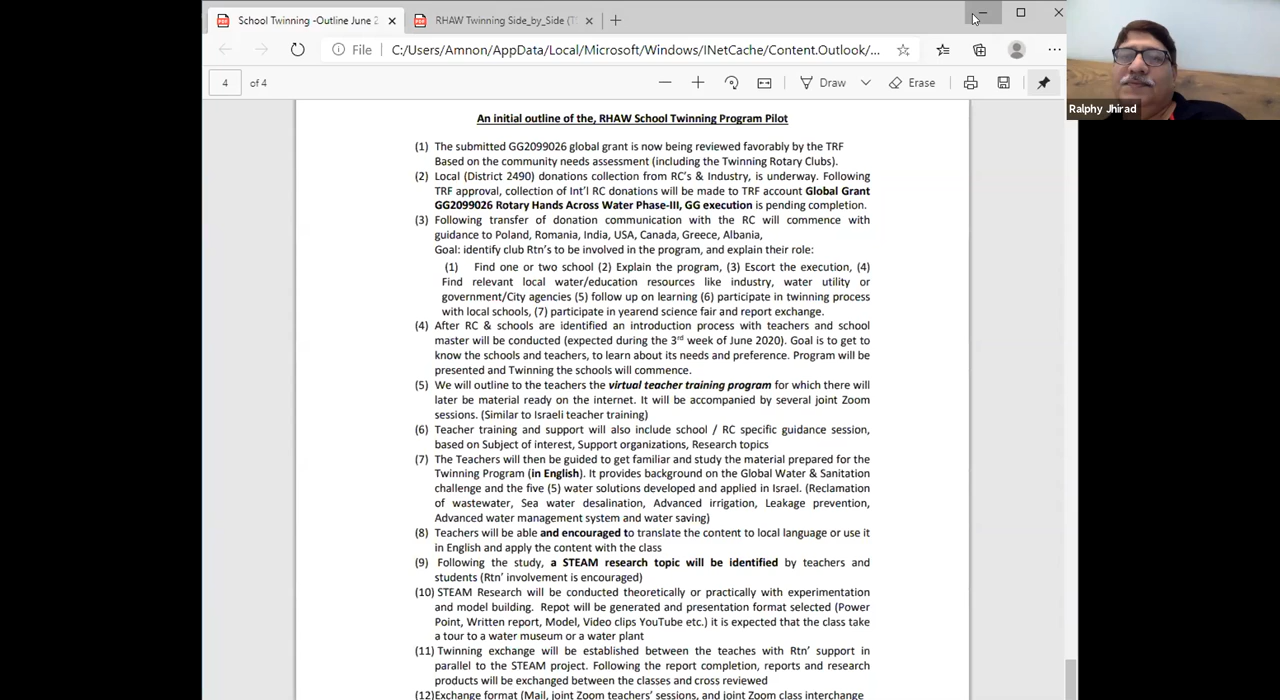 School Twinning -Outline June 2
RHAW Twinning Side_by_Side (T
File
C:/Users/Amnon/AppData/Local/Microsoft/Windows/INetCache/Content.Outlook/...
4 of 4
Draw
Erase
Ralphy Jhirad
An initial outline of the, RHAW School Twinning Program Pilot
(1) The submitted GG2099026 global grant is now being reviewed favorably by the TRF
Based on the community needs assessment (including the Twinning Rotary Clubs).
(2) Local (District 2490) donations collection from RC's & Industry, is underway. Following
TRF approval, collection of Int'l RC donations will be made to TRF account Global Grant
GG2099026 Rotary Hands Across Water Phase-III, GG execution is pending completion.
(3) Following transfer of donation communication with the RC will commence with
guidance to Poland, Romania, India, USA, Canada, Greece, Albania,
Goal: identify club Rtn's to be involved in the program, and explain their role:
(1) Find one or two school (2) Explain the program, (3) Escort the execution, (4)
Find relevant local water/education resources like industry, water utility or
government/City agencies (5) follow up on learning (6) participate in twinning process
with local schools, (7) participate in yearend science fair and report exchange.
(4) After RC & schools are identified an introduction process with teachers and school
master will be conducted (expected during the 3rd week of June 2020). Goal is to get to
know the schools and teachers, to learn about its needs and preference. Program will be
presented and Twinning the schools will commence.
(5) We will outline to the teachers the virtual teacher training program for which there will
later be material ready on the internet. It will be accompanied by several joint Zoom
sessions. (Similar to Israeli teacher training)
(6) Teacher training and support will also include school / RC specific guidance session,
based on Subject of interest, Support organizations, Research topics
(7) The Teachers will then be guided to get familiar and study the material prepared for the
Twinning Program (in English). It provides background on the Global Water & Sanitation
challenge and the five (5) water solutions developed and applied in Israel. (Reclamation
of wastewater, Sea water desalination, Advanced irrigation, Leakage prevention,
Advanced water management system and water saving)
(8) Teachers will be able and encouraged to translate the content to local language or use it
in English and apply the content with the class
(9) Following the study, a STEAM research topic will be identified by teachers and
students (Rtn' involvement is encouraged)
(10) STEAM Research will be conducted theoretically or practically with experimentation
and model building. Repot will be generated and presentation format selected (Power
Point, Written report, Model, Video clips YouTube etc.) it is expected that the class take
a tour to a water museum or a water plant
(11) Twinning exchange will be established between the teaches with Rtn' support in
parallel to the STEAM project. Following the report completion, reports and research
products will be exchanged between the classes and cross reviewed
(12)Exchange format (Mail, joint Zoom teachers' sessions, and joint Zoom class interchange